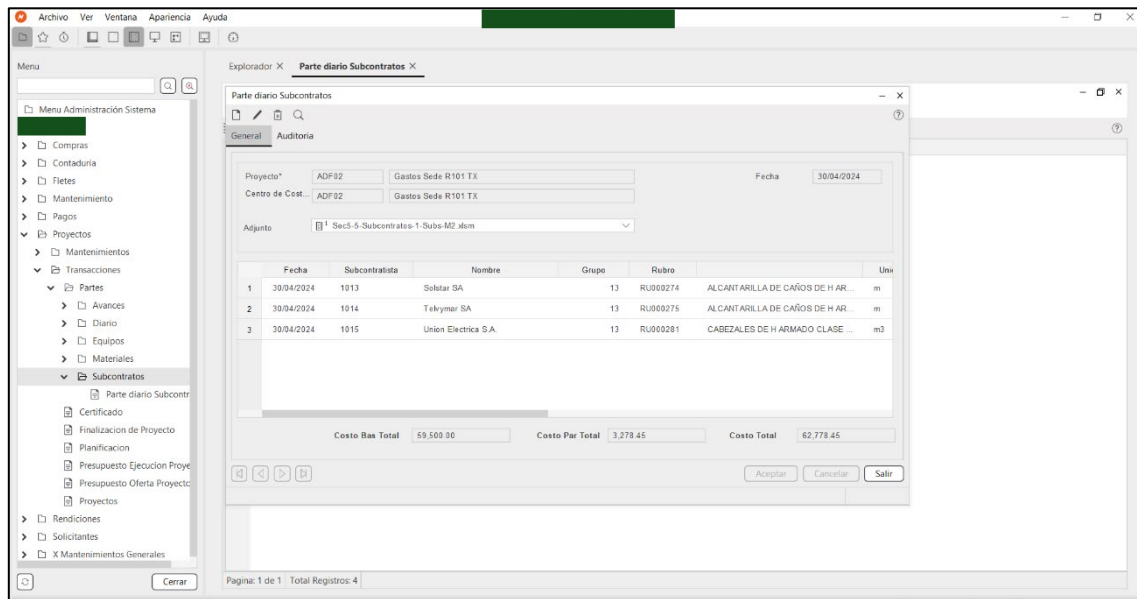 Archivo Ver Ventana Apariencia Ayuda
Menu
Explorador Parte diario Subcontratos
Menu Administración Sistema
Compras
Contaduria
Fletes
Mantenimiento
Pagos
Proyectos
Mantenimientos
Transacciones
Partes
Avances
Diario
Equipos
Materiales
Subcontratos
Parte diario Subcontr
Certificado
Finalizacion de Proyecto
Planificacion
Presupuesto Ejecucion Proye
Presupuesto Oferta Proyecto
Proyectos
Rendiciones
Solicitantes
X Mantenimientos Generales
Cerrar
Parte diario Subcontratos
General Auditoria
Proyecto* ADF02 Gastos Sede R101 TX Fecha 30/04/2024
Centro de Cost... ADF02 Gastos Sede R101 TX
Adjunto Sec5-5-Subcontratos-1-Subs-M2.xlsm
Fecha Subcontratista Nombre Grupo Rubro Uni
1 30/04/2024 1013 Solstar SA 13 RU000274 ALCANTARILLA DE CAÑOS DE H AR... m
2 30/04/2024 1014 Telvymar SA 13 RU000275 ALCANTARILLA DE CAÑOS DE H AR... m
3 30/04/2024 1015 Union Electrica S.A. 13 RU000281 CABEZALES DE H ARMADO CLASE ... m3
Costo Bas Total 59,500.00 Costo Par Total 3,278.45 Costo Total 62,778.45
Aceptar Cancelar Salir
Pagina: 1 de 1 Total Registros: 4